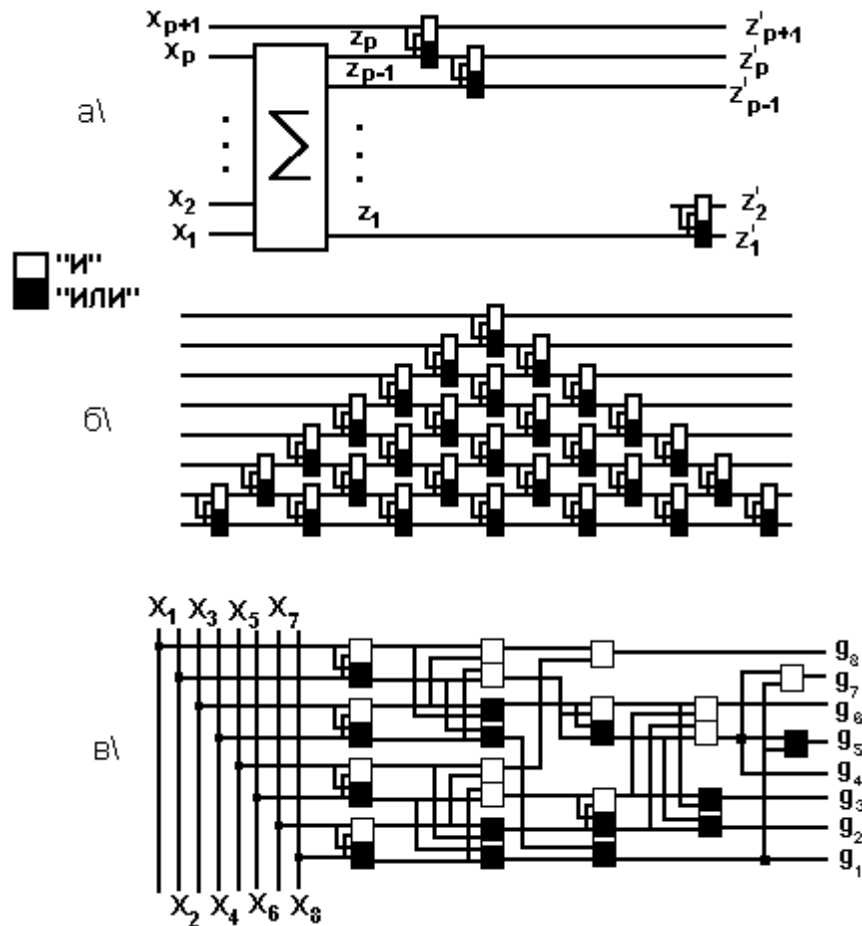 x_{p+1} z'_{p+1}
x_p z_p z'_p
z_{p-1} z'_{p-1}
а\
Σ
x_2 z'_2
x_1 z_1 z'_1
"И"
"ИЛИ"
б\
X_1 X_3 X_5 X_7
g_8
g_7
g_6
g_5
в\
g_4
g_3
g_2
g_1
X_2 X_4 X_6 X_8